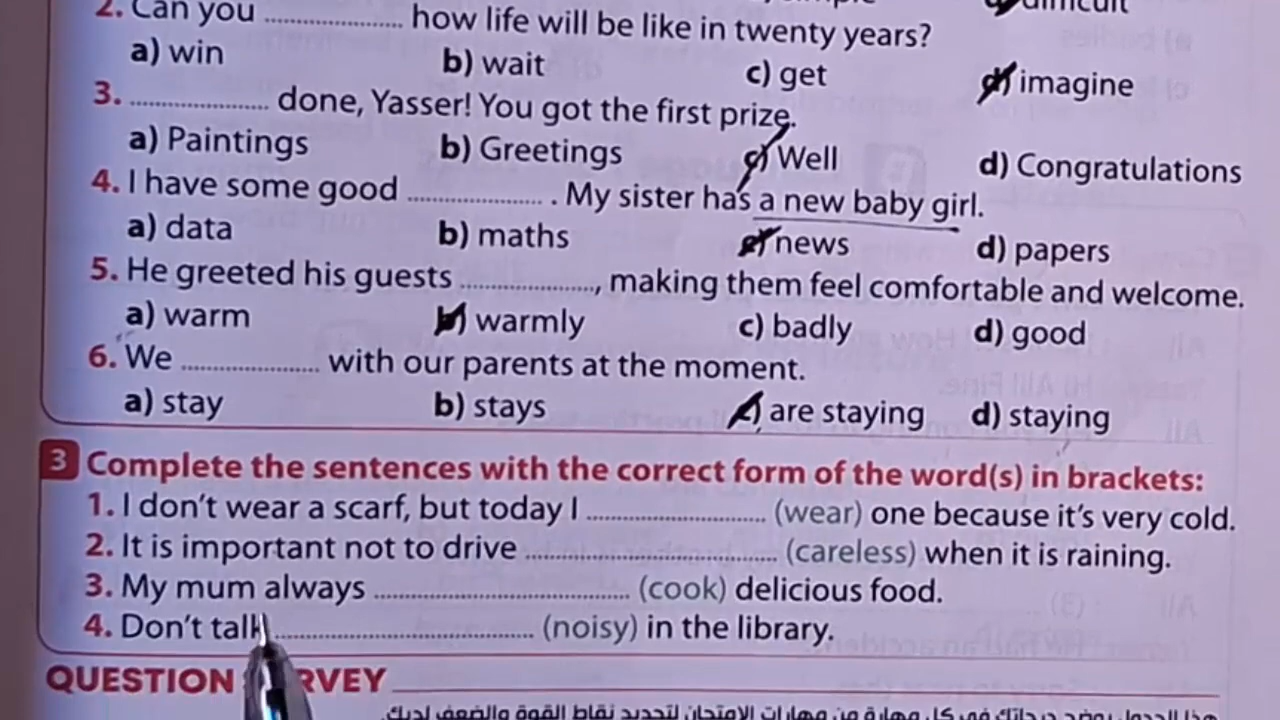 2. Can you .................... how life will be like in twenty years?
a) win b) wait c) get d) imagine
3. .................... done, Yasser! You got the first prize.
a) Paintings b) Greetings c) Well d) Congratulations
4. I have some good .................... . My sister has a new baby girl.
a) data b) maths c) news d) papers
5. He greeted his guests ...................., making them feel comfortable and welcome.
a) warm b) warmly c) badly d) good
6. We .................... with our parents at the moment.
a) stay b) stays c) are staying d) staying
3 Complete the sentences with the correct form of the word(s) in brackets:
1. I don't wear a scarf, but today I .......................... (wear) one because it's very cold.
2. It is important not to drive .................................... (careless) when it is raining.
3. My mum always .................................... (cook) delicious food.
4. Don't talk .................................... (noisy) in the library.
QUESTION